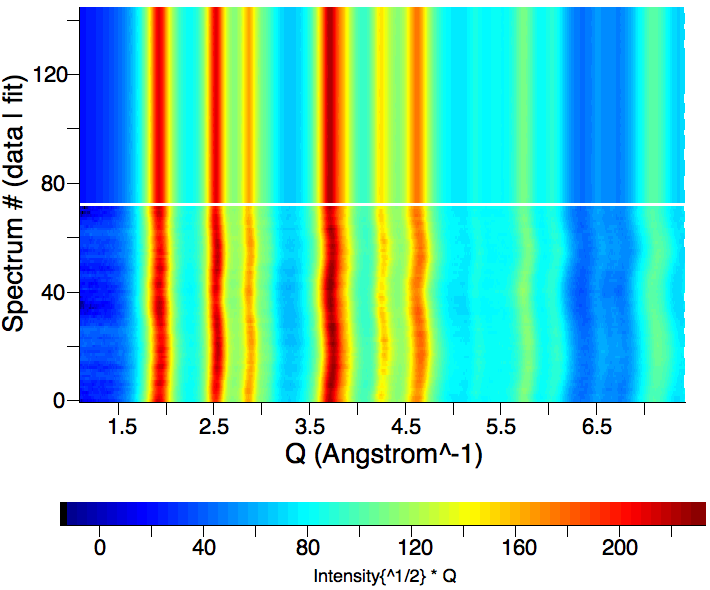 Spectrum # (data | fit)
120
80
40
0
1.5 2.5 3.5 4.5 5.5 6.5
Q (Angstrom^-1)
0 40 80 120 160 200
Intensity{^1/2} * Q